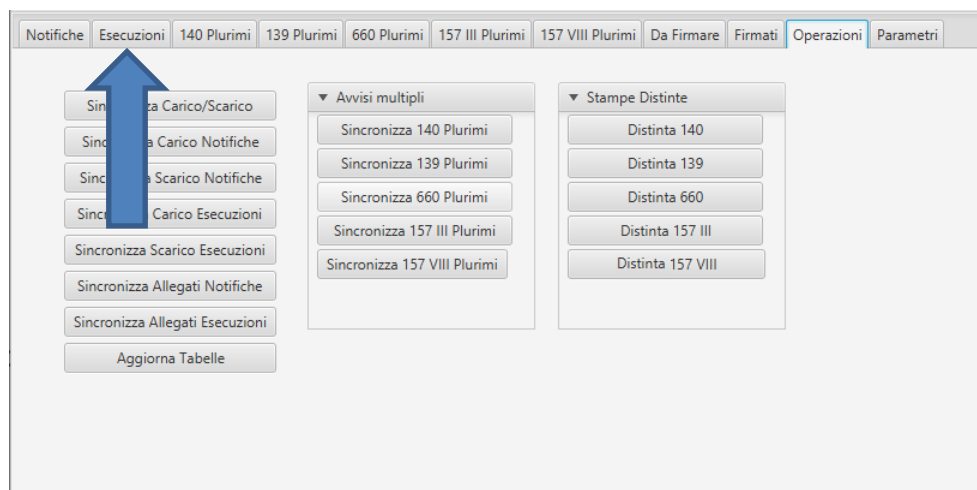 Notifiche Esecuzioni 140 Plurimi 139 Plurimi 660 Plurimi 157 III Plurimi 157 VIII Plurimi Da Firmare Firmati Operazioni Parametri
Carico/Scarico
Carico Notifiche
Scarico Notifiche
Carico Esecuzioni
Sincronizza Scarico Esecuzioni
Sincronizza Allegati Notifiche
Sincronizza Allegati Esecuzioni
Aggiorna Tabelle
Avvisi multipli
Sincronizza 140 Plurimi
Sincronizza 139 Plurimi
Sincronizza 660 Plurimi
Sincronizza 157 III Plurimi
Sincronizza 157 VIII Plurimi
Stampe Distinte
Distinta 140
Distinta 139
Distinta 660
Distinta 157 III
Distinta 157 VIII